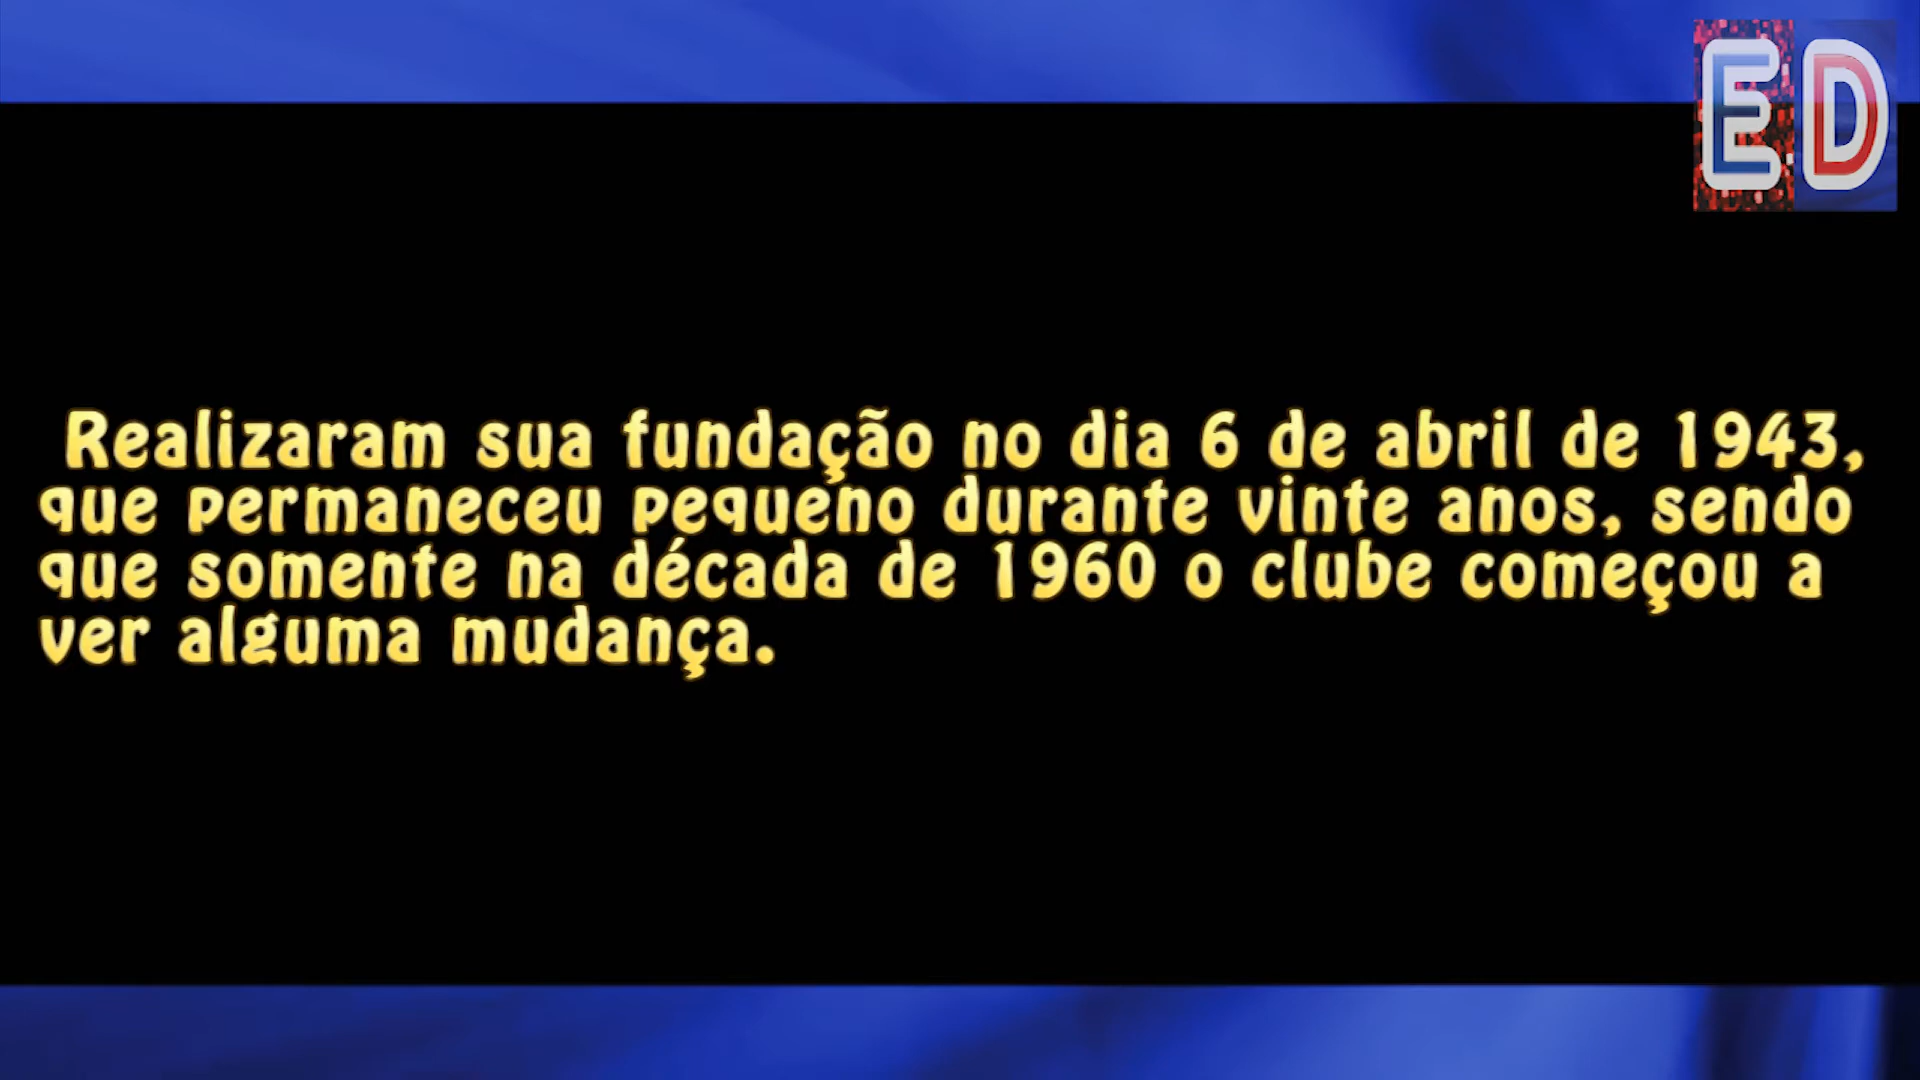 ED
Realizaram sua fundação no dia 6 de abril de 1943,
que permaneceu pequeno durante vinte anos, sendo
que somente na década de 1960 o clube começou a
ver alguma mudança.